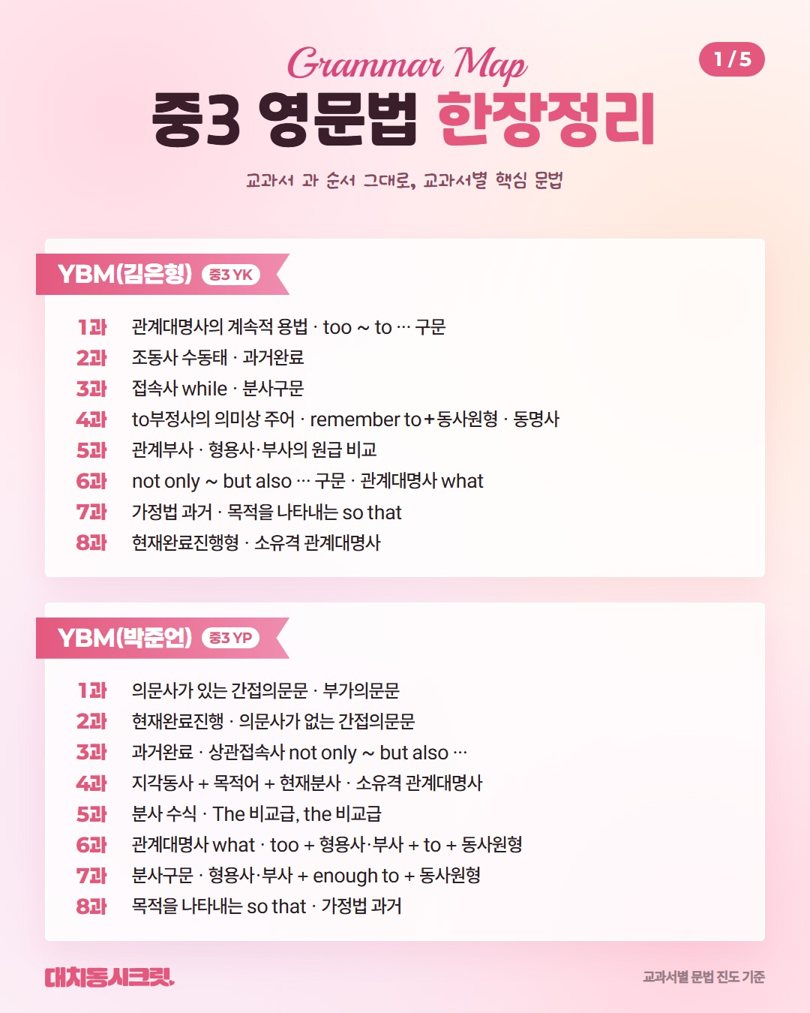 Grammar Map
1 / 5
중3 영문법 한장정리
교과서 과 순서 그대로, 교과서별 핵심 문법
YBM(김은형) 중3 YK
1과 관계대명사의 계속적 용법 · too ~ to ··· 구문
2과 조동사 수동태 · 과거완료
3과 접속사 while · 분사구문
4과 to부정사의 의미상 주어 · remember to+동사원형 · 동명사
5과 관계부사 · 형용사·부사의 원급 비교
6과 not only ~ but also ··· 구문 · 관계대명사 what
7과 가정법 과거 · 목적을 나타내는 so that
8과 현재완료진행형 · 소유격 관계대명사
YBM(박준언) 중3 YP
1과 의문사가 있는 간접의문문 · 부가의문문
2과 현재완료진행 · 의문사가 없는 간접의문문
3과 과거완료 · 상관접속사 not only ~ but also ···
4과 지각동사 + 목적어 + 현재분사 · 소유격 관계대명사
5과 분사 수식 · The 비교급, the 비교급
6과 관계대명사 what · too + 형용사·부사 + to + 동사원형
7과 분사구문 · 형용사·부사 + enough to + 동사원형
8과 목적을 나타내는 so that · 가정법 과거
대치동시크릿
교과서별 문법 진도 기준